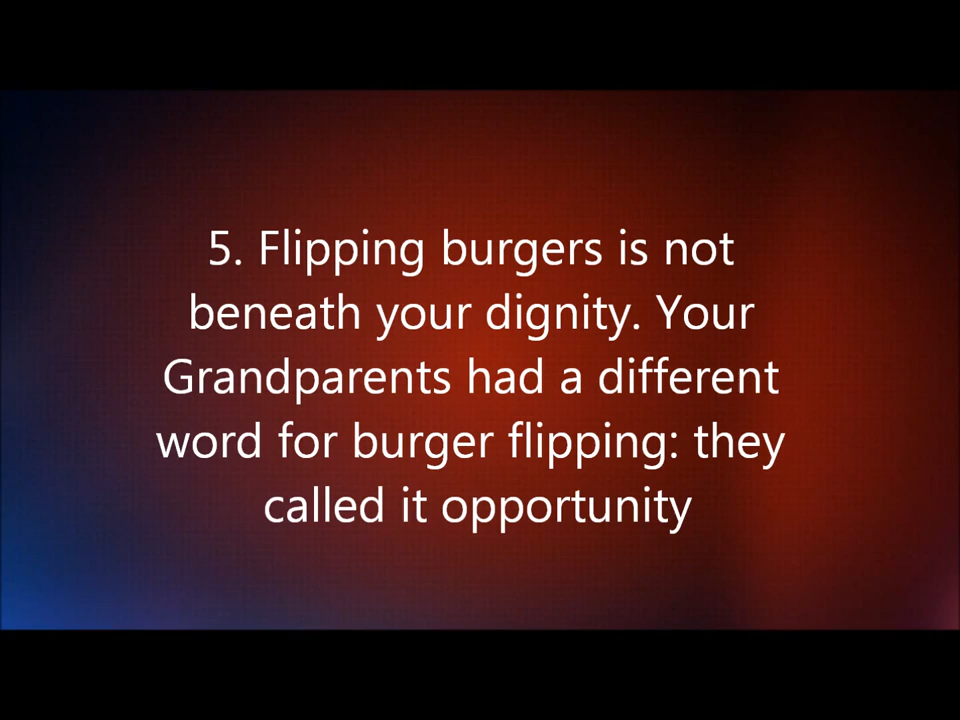 5. Flipping burgers is not
beneath your dignity. Your
Grandparents had a different
word for burger flipping: they
called it opportunity